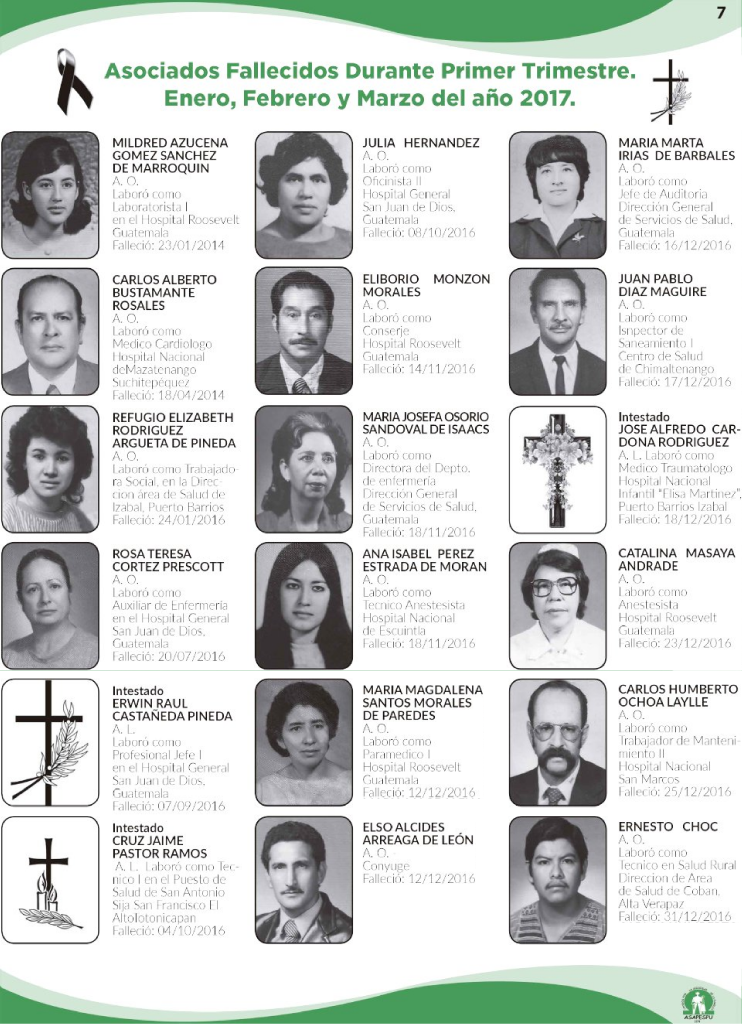 7
Asociados Fallecidos Durante Primer Trimestre.
Enero, Febrero y Marzo del año 2017.
MILDRED AZUCENA
GOMEZ SANCHEZ
DE MARROQUIN
A. O.
Laboró como
Laboratorista I
en el Hospital Roosevelt
Guatemala
Falleció: 23/01/2014
CARLOS ALBERTO
BUSTAMANTE
ROSALES
A. O.
Laboró como
Medico Cardiologo
Hospital Nacional
deMazatenango
Suchitepéquez
Falleció: 18/04/2014
REFUGIO ELIZABETH
RODRIGUEZ
ARGUETA DE PINEDA
A. O.
Laboró como Trabajado-
ra Social, en la Direc-
cion área de Salud de
Izabal, Puerto Barrios
Falleció: 24/01/2016
ROSA TERESA
CORTEZ PRESCOTT
A. O.
Laboró como
Auxiliar de Enfermeria
en el Hospital General
San Juan de Dios,
Guatemala
Falleció: 20/07/2016
Intestado
ERWIN RAUL
CASTAÑEDA PINEDA
A. L.
Laboró como
Profesional Jefe I
en el Hospital General
San Juan de Dios,
Guatemala
Falleció: 07/09/2016
Intestado
CRUZ JAIME
PASTOR RAMOS
A. L. Laboró como Tec-
nico I en el Puesto de
Salud de San Antonio
Sija San Francisco El
AltoTotonicapan
Falleció: 04/10/2016
JULIA HERNANDEZ
A. O.
Laboró como
Oficinista II
Hospital General
San Juan de Dios,
Guatemala
Falleció: 08/10/2016
ELIBORIO MONZON
MORALES
A. O.
Laboró como
Conserje
Hospital Roosevelt
Guatemala
Falleció: 14/11/2016
MARIA JOSEFA OSORIO
SANDOVAL DE ISAACS
A. O.
Laboró como
Directora del Depto.
de enfermería
Dirección General
de Servicios de Salud,
Guatemala
Falleció: 18/11/2016
ANA ISABEL PEREZ
ESTRADA DE MORAN
A. O.
Laboró como
Tecnico Anestesista
Hospital Nacional
de Escuintla
Falleció: 18/11/2016
MARIA MAGDALENA
SANTOS MORALES
DE PAREDES
A. O.
Laboró como
Paramedico I
Hospital Roosevelt
Guatemala
Falleció: 12/12/2016
ELSO ALCIDES
ARREAGA DE LEÓN
A. O.
Conyuge
Falleció: 12/12/2016
MARIA MARTA
IRIAS DE BARBALES
A. O.
Laboró como
Jefe de Auditoría
Dirección General
de Servicios de Salud,
Guatemala
Falleció: 16/12/2016
JUAN PABLO
DIAZ MAGUIRE
A. O.
Laboró como
Isnpector de
Saneamiento I
Centro de Salud
de Chimaltenango
Falleció: 17/12/2016
Intestado
JOSE ALFREDO CAR-
DONA RODRIGUEZ
A. L. Laboró como
Medico Traumatologo
Hospital Nacional
Infantil "Elisa Martínez",
Puerto Barrios Izabal
Falleció: 18/12/2016
CATALINA MASAYA
ANDRADE
A. O.
Laboró como
Anestesista
Hospital Roosevelt
Guatemala
Falleció: 23/12/2016
CARLOS HUMBERTO
OCHOA LAYLLE
A. O.
Laboró como
Trabajador de Manteni-
miento II
Hospital Nacional
San Marcos
Falleció: 25/12/2016
ERNESTO CHOC
A. O.
Laboró como
Tecnico en Salud Rural
Direccion de Area
de Salud de Coban,
Alta Verapaz
Falleció: 31/12/2016
ASAPESPU